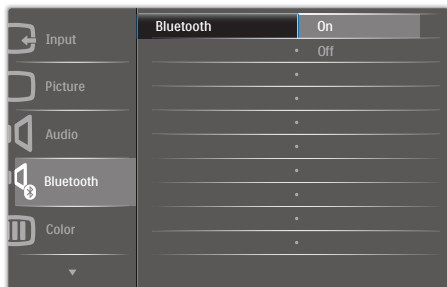 Input
Picture
Audio
Bluetooth
Color
Bluetooth On
Off